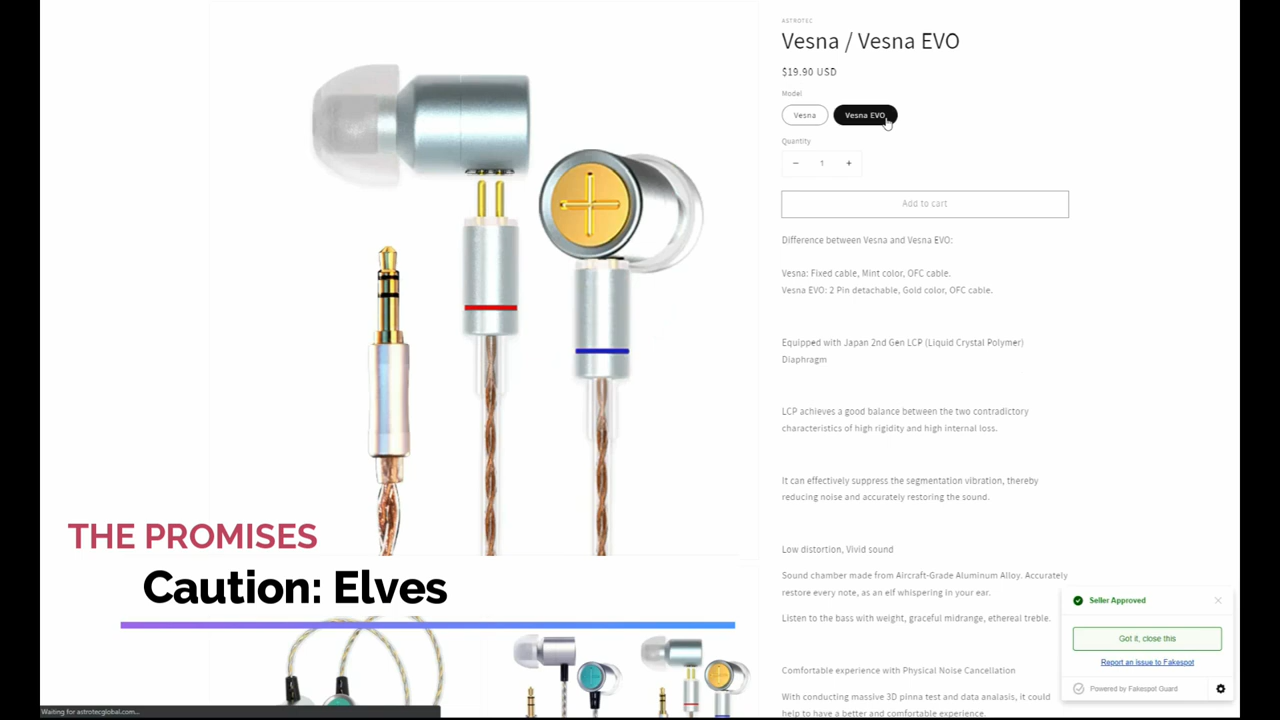 ASTROTEC
Vesna / Vesna EVO
$19.90 USD
Model
Vesna
Vesna EVO
Quantity
− 1 +
Add to cart
Difference between Vesna and Vesna EVO:
Vesna: Fixed cable, Mint color, OFC cable.
Vesna EVO: 2 Pin detachable, Gold color, OFC cable.
Equipped with Japan 2nd Gen LCP (Liquid Crystal Polymer)
Diaphragm
LCP achieves a good balance between the two contradictory
characteristics of high rigidity and high internal loss.
It can effectively suppress the segmentation vibration, thereby
reducing noise and accurately restoring the sound.
Low distortion, Vivid sound
Sound chamber made from Aircraft-Grade Aluminum Alloy. Accurately
restore every note, as an elf whispering in your ear.
Listen to the bass with weight, graceful midrange, ethereal treble.
Comfortable experience with Physical Noise Cancellation
With conducting massive 3D pinna test and data analasis, it could
help to have a better and comfortable experience.
THE PROMISES
Caution: Elves
Seller Approved
Got it, close this
Report an issue to Fakespot
Powered by Fakespot Guard
Waiting for astrotecglobal.com...